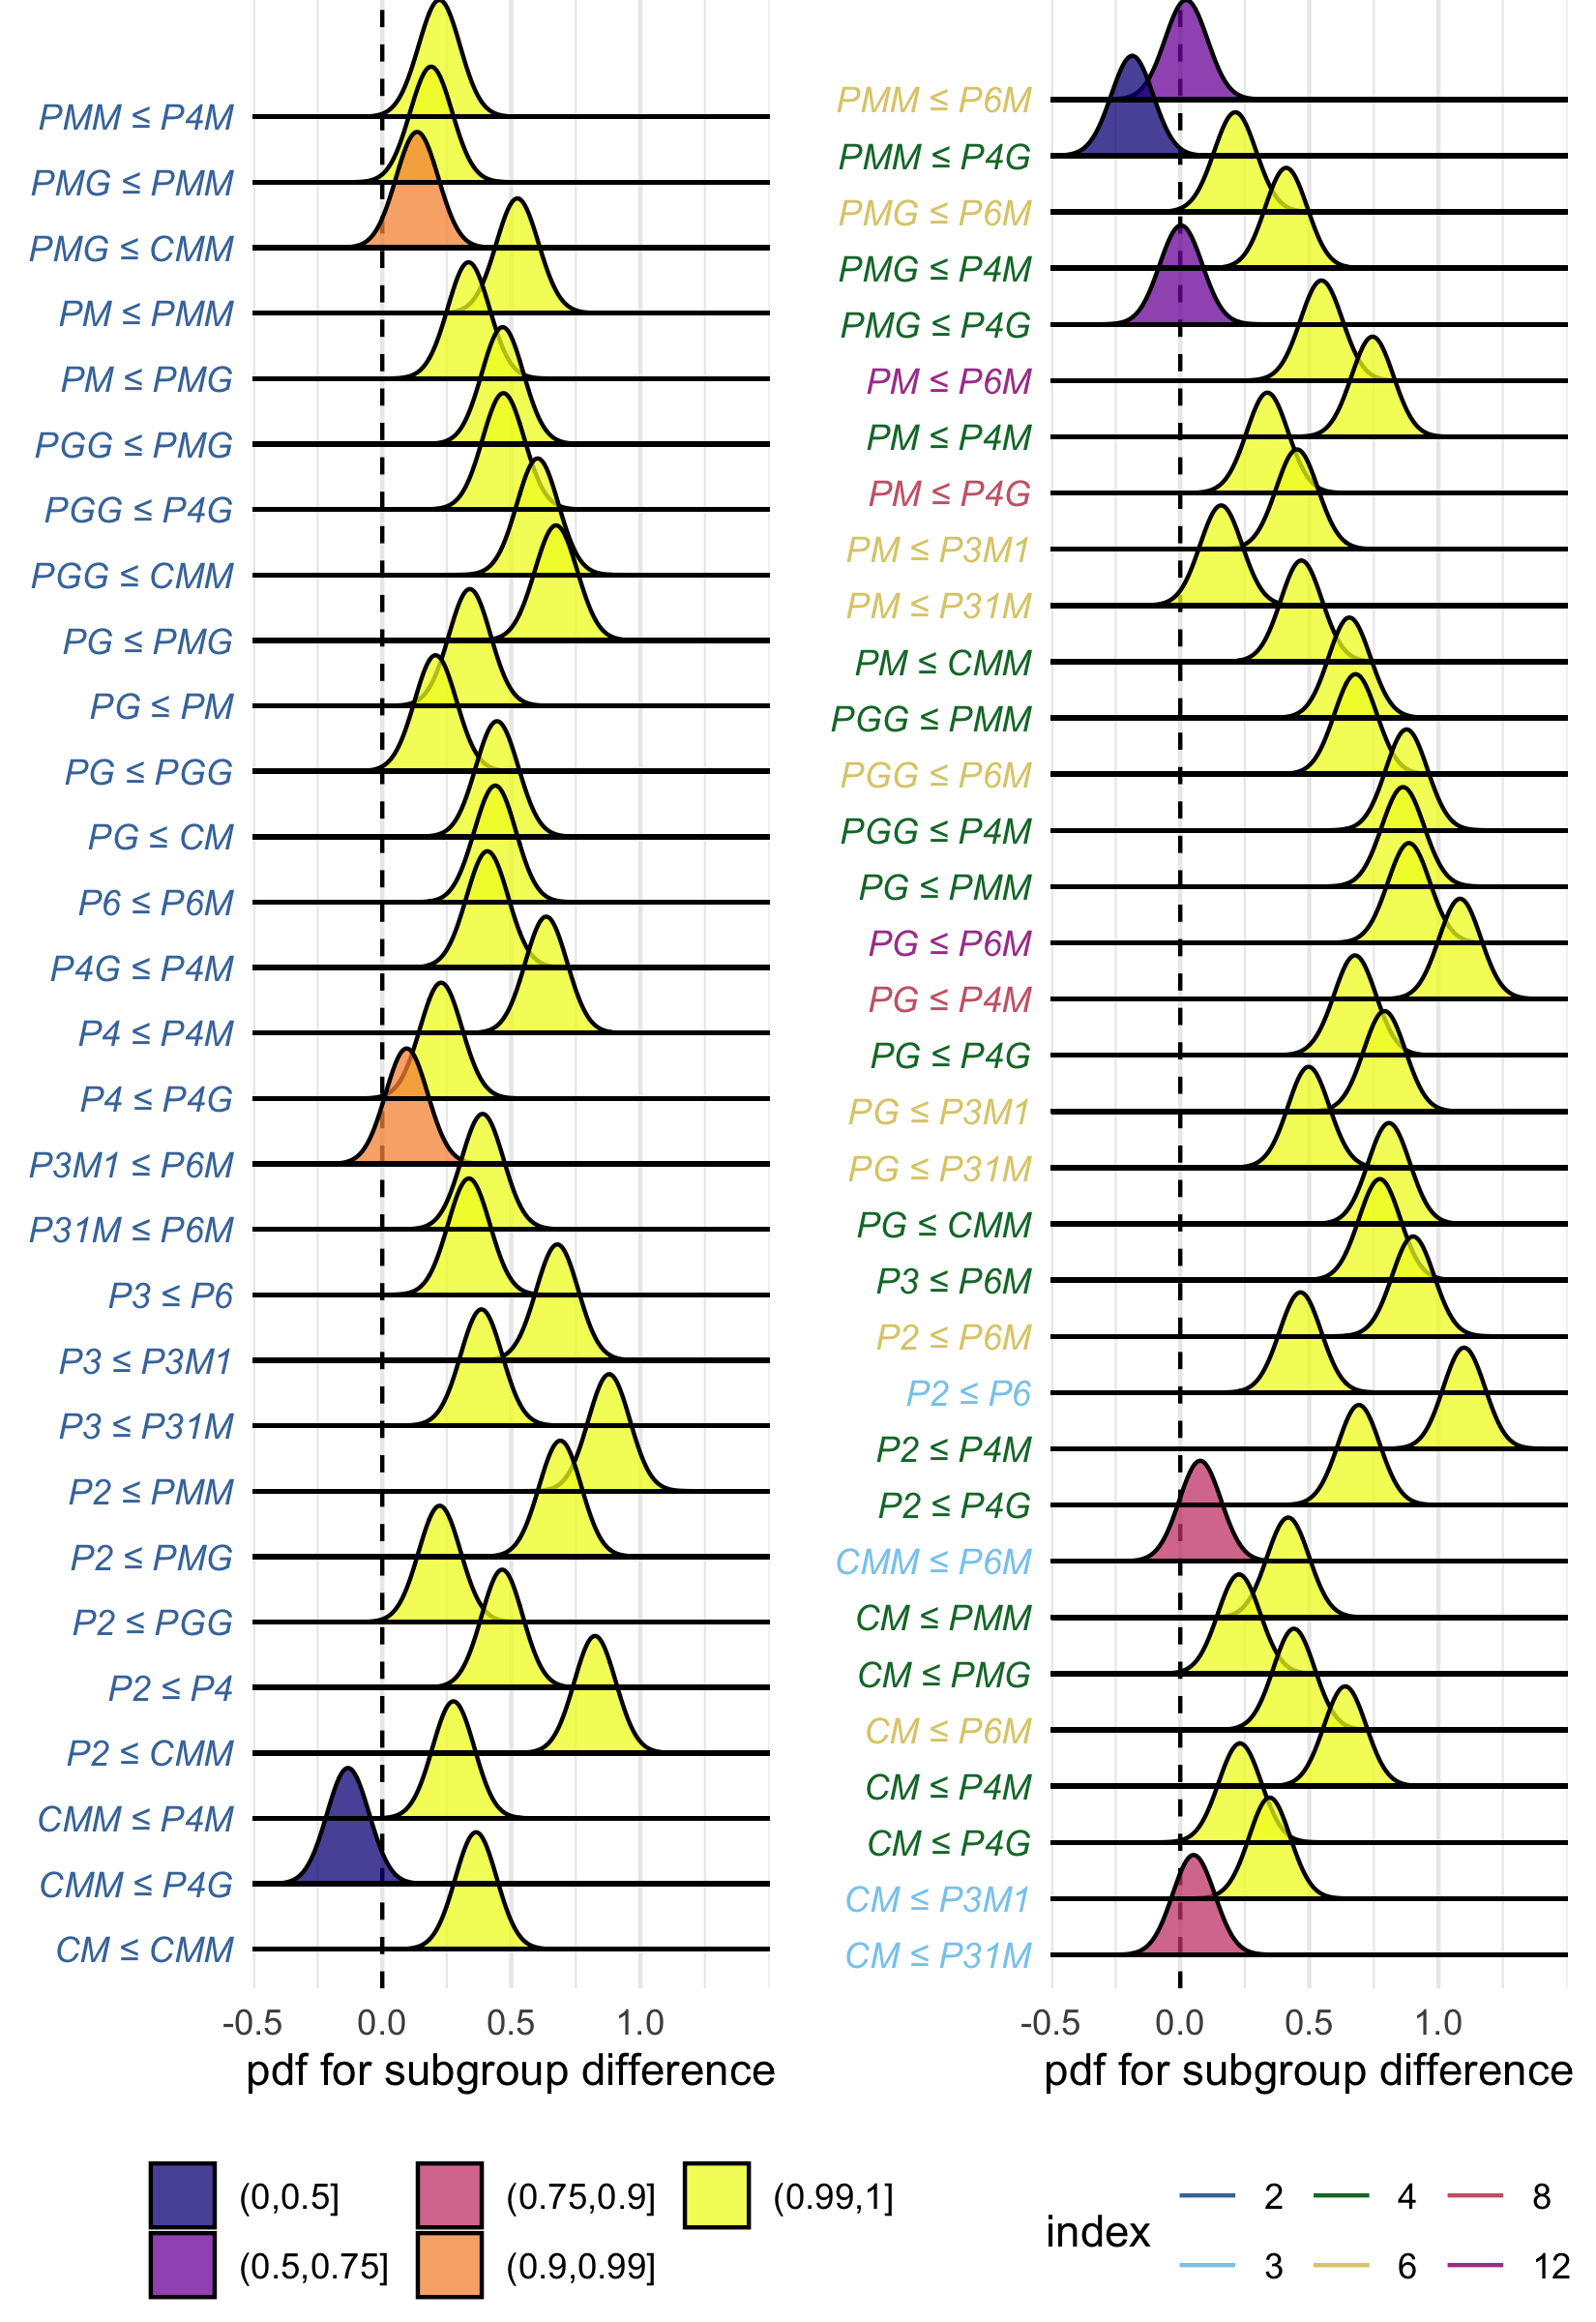 PMM ≤ P4M
PMG ≤ PMM
PMG ≤ CMM
PM ≤ PMM
PM ≤ PMG
PGG ≤ PMG
PGG ≤ P4G
PGG ≤ CMM
PG ≤ PMG
PG ≤ PM
PG ≤ PGG
PG ≤ CM
P6 ≤ P6M
P4G ≤ P4M
P4 ≤ P4M
P4 ≤ P4G
P3M1 ≤ P6M
P31M ≤ P6M
P3 ≤ P6
P3 ≤ P3M1
P3 ≤ P31M
P2 ≤ PMM
P2 ≤ PMG
P2 ≤ PGG
P2 ≤ P4
P2 ≤ CMM
CMM ≤ P4M
CMM ≤ P4G
CM ≤ CMM
-0.5 0.0 0.5 1.0
pdf for subgroup difference
PMM ≤ P6M
PMM ≤ P4G
PMG ≤ P6M
PMG ≤ P4M
PMG ≤ P4G
PM ≤ P6M
PM ≤ P4M
PM ≤ P4G
PM ≤ P3M1
PM ≤ P31M
PM ≤ CMM
PGG ≤ PMM
PGG ≤ P6M
PGG ≤ P4M
PG ≤ PMM
PG ≤ P6M
PG ≤ P4M
PG ≤ P4G
PG ≤ P3M1
PG ≤ P31M
PG ≤ CMM
P3 ≤ P6M
P2 ≤ P6M
P2 ≤ P6
P2 ≤ P4M
P2 ≤ P4G
CMM ≤ P6M
CM ≤ PMM
CM ≤ PMG
CM ≤ P6M
CM ≤ P4M
CM ≤ P4G
CM ≤ P3M1
CM ≤ P31M
-0.5 0.0 0.5 1.0
pdf for subgroup difference
(0,0.5] (0.75,0.9] (0.99,1]
(0.5,0.75] (0.9,0.99]
index
2 4 8
3 6 12